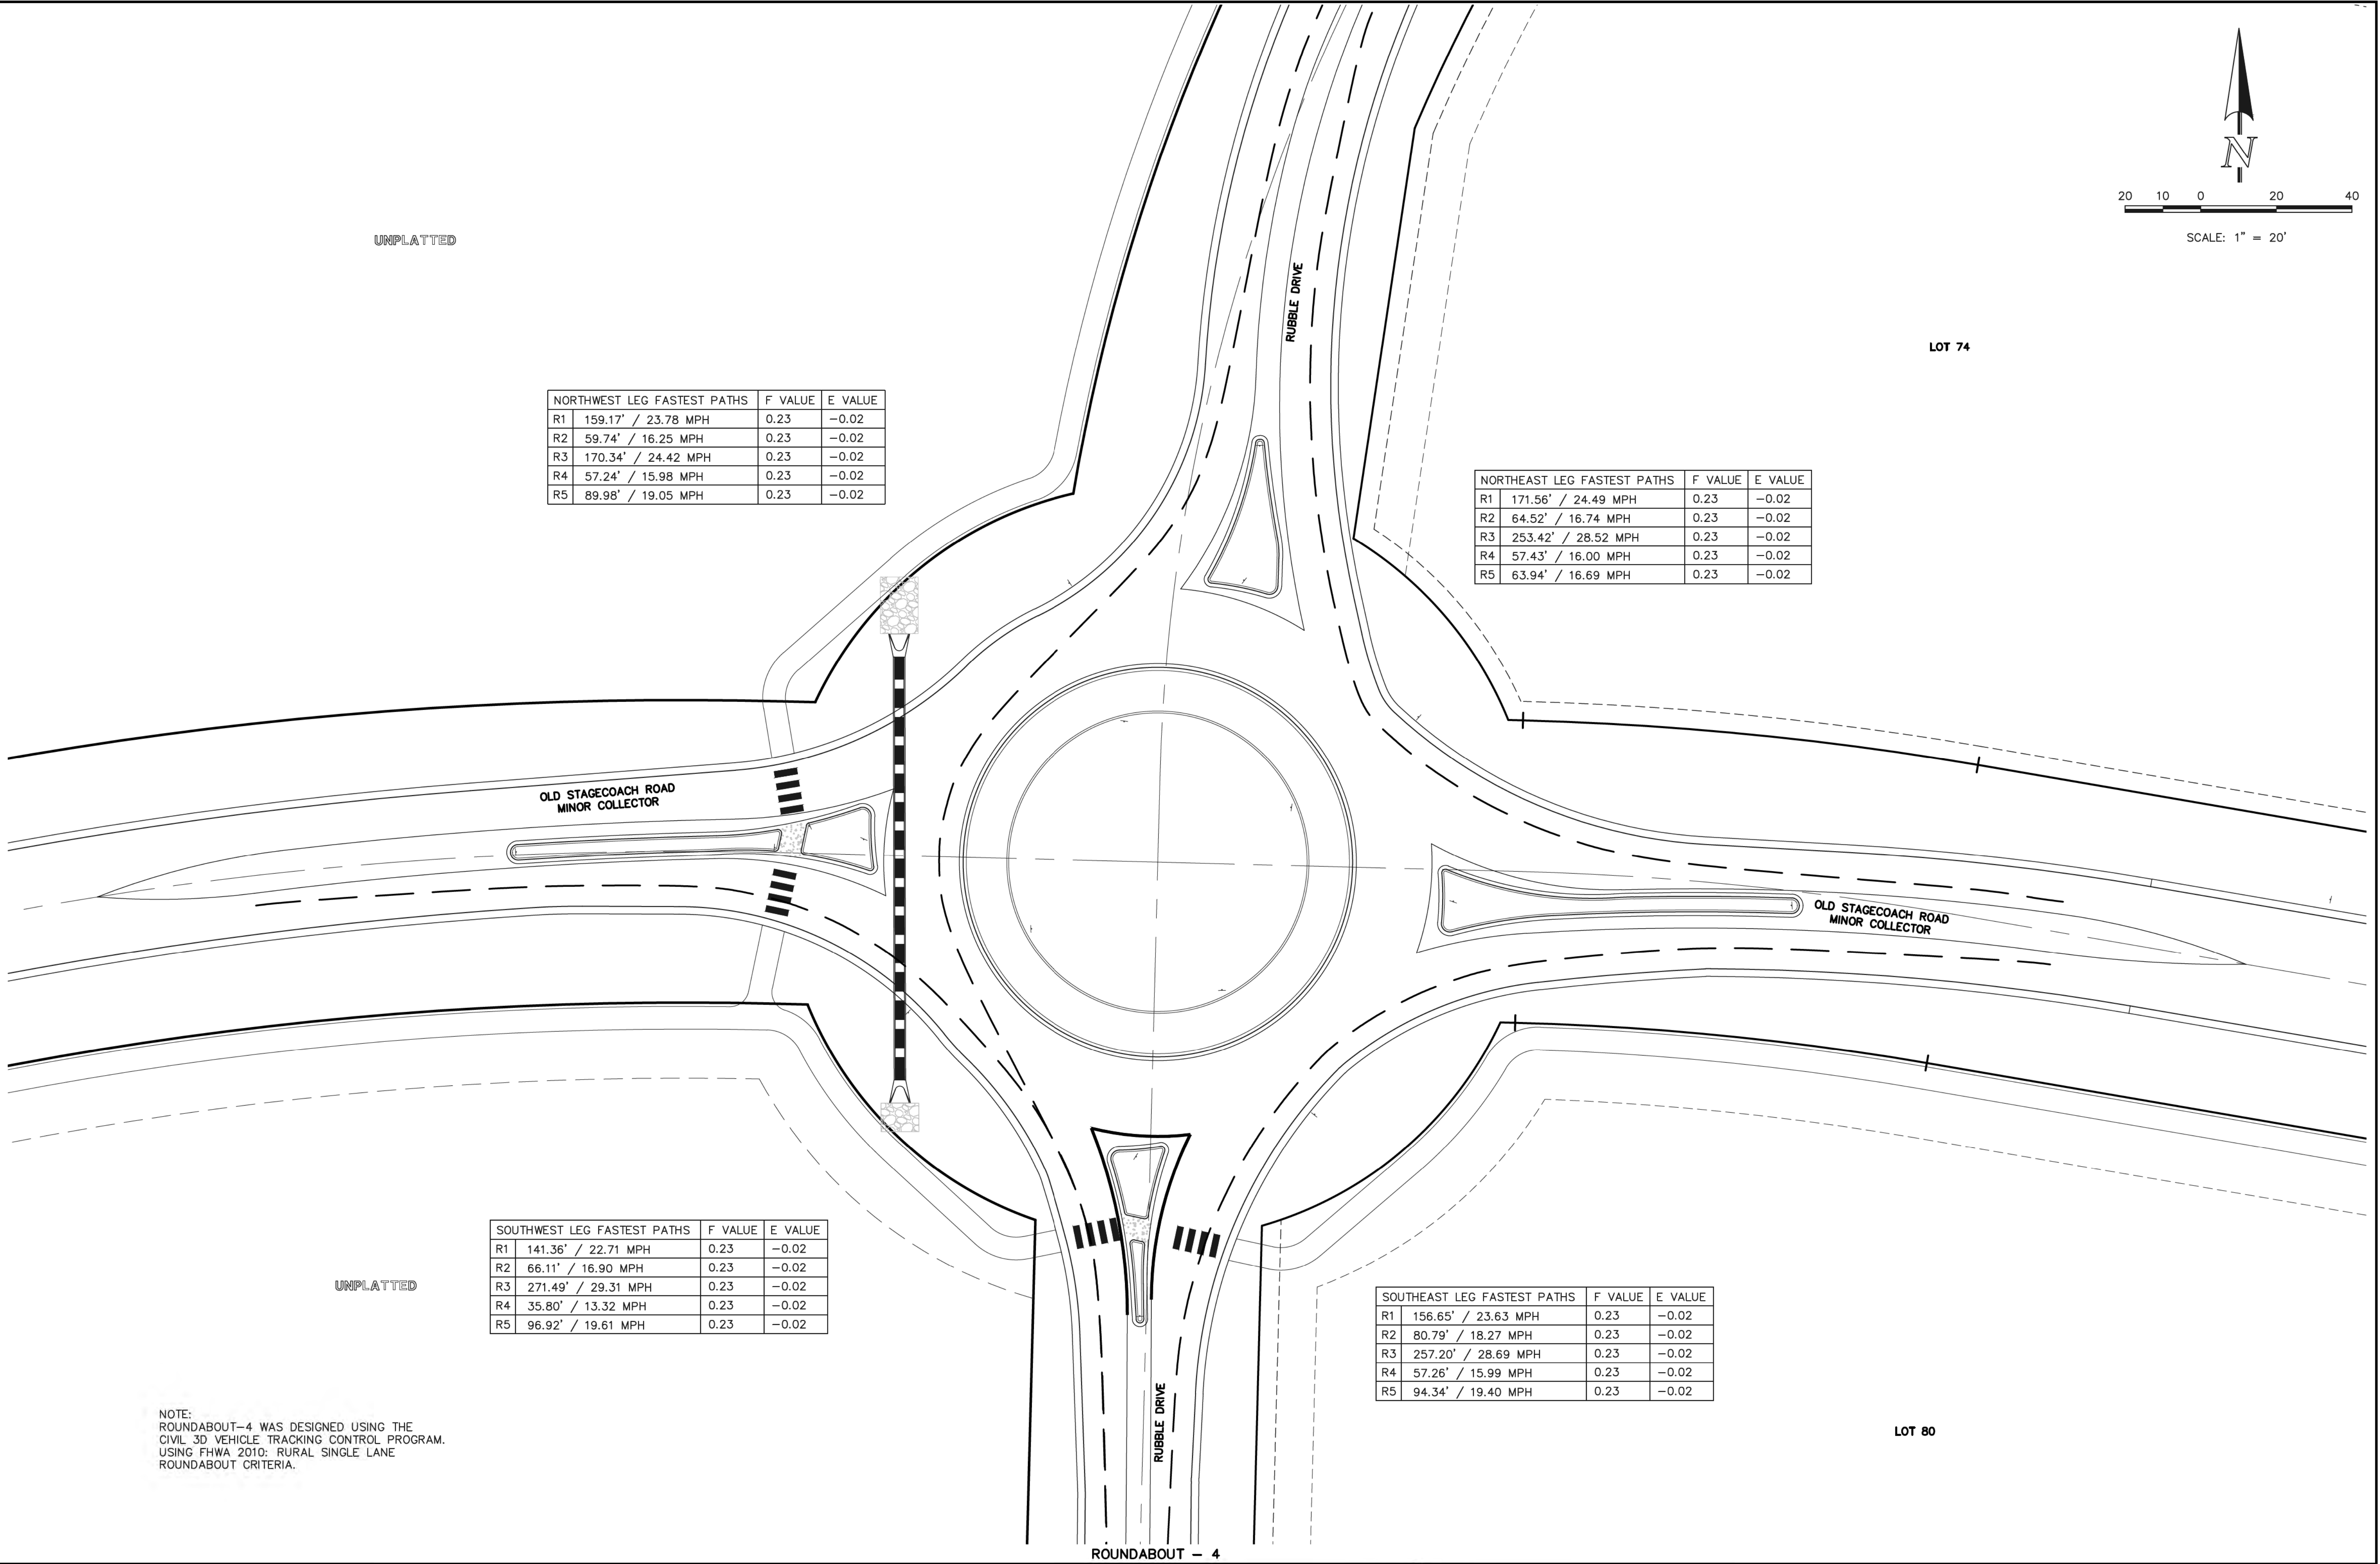 N
20 10 0 20 40
SCALE: 1" = 20'
UNPLATTED
RUBBLE DRIVE
LOT 74
NORTHWEST LEG FASTEST PATHS F VALUE E VALUE
R1 159.17' / 23.78 MPH 0.23 −0.02
R2 59.74' / 16.25 MPH 0.23 −0.02
R3 170.34' / 24.42 MPH 0.23 −0.02
R4 57.24' / 15.98 MPH 0.23 −0.02
R5 89.98' / 19.05 MPH 0.23 −0.02
NORTHEAST LEG FASTEST PATHS F VALUE E VALUE
R1 171.56' / 24.49 MPH 0.23 −0.02
R2 64.52' / 16.74 MPH 0.23 −0.02
R3 253.42' / 28.52 MPH 0.23 −0.02
R4 57.43' / 16.00 MPH 0.23 −0.02
R5 63.94' / 16.69 MPH 0.23 −0.02
OLD STAGECOACH ROAD
MINOR COLLECTOR
OLD STAGECOACH ROAD
MINOR COLLECTOR
SOUTHWEST LEG FASTEST PATHS F VALUE E VALUE
R1 141.36' / 22.71 MPH 0.23 −0.02
R2 66.11' / 16.90 MPH 0.23 −0.02
R3 271.49' / 29.31 MPH 0.23 −0.02
R4 35.80' / 13.32 MPH 0.23 −0.02
R5 96.92' / 19.61 MPH 0.23 −0.02
UNPLATTED
SOUTHEAST LEG FASTEST PATHS F VALUE E VALUE
R1 156.65' / 23.63 MPH 0.23 −0.02
R2 80.79' / 18.27 MPH 0.23 −0.02
R3 257.20' / 28.69 MPH 0.23 −0.02
R4 57.26' / 15.99 MPH 0.23 −0.02
R5 94.34' / 19.40 MPH 0.23 −0.02
RUBBLE DRIVE
LOT 80
NOTE:
ROUNDABOUT−4 WAS DESIGNED USING THE
CIVIL 3D VEHICLE TRACKING CONTROL PROGRAM.
USING FHWA 2010: RURAL SINGLE LANE
ROUNDABOUT CRITERIA.
ROUNDABOUT − 4